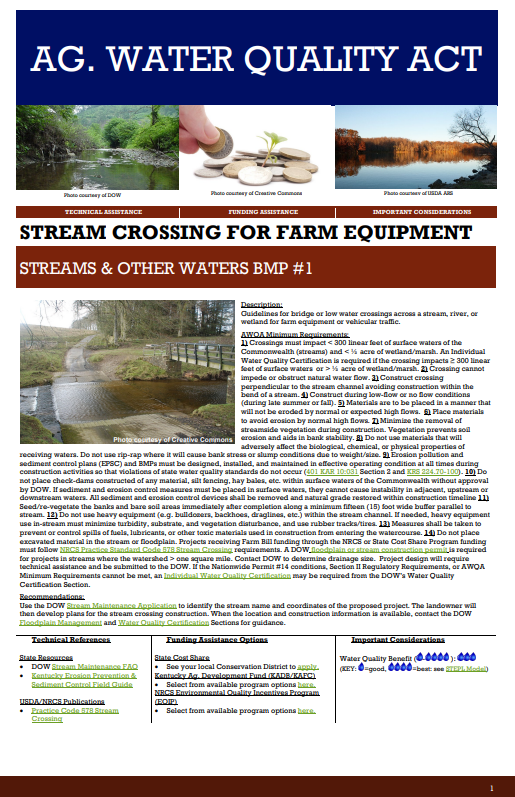 AG. WATER QUALITY ACT
Photo courtesy of DOW
Photo courtesy of Creative Commons
Photo courtesy of USDA ARS
TECHNICAL ASSISTANCE
FUNDING ASSISTANCE
IMPORTANT CONSIDERATIONS
STREAM CROSSING FOR FARM EQUIPMENT
STREAMS & OTHER WATERS BMP #1
Photo courtesy of Creative Commons
Description:
Guidelines for bridge or low water crossings across a stream, river, or
wetland for farm equipment or vehicular traffic.
AWQA Minimum Requirements:
1) Crossings must impact < 300 linear feet of surface waters of the
Commonwealth (streams) and < ½ acre of wetland/marsh. An Individual
Water Quality Certification is required if the crossing impacts ≥ 300 linear
feet of surface waters or > ½ acre of wetland/marsh. 2) Crossing cannot
impede or obstruct natural water flow. 3) Construct crossing
perpendicular to the stream channel avoiding construction within the
bend of a stream. 4) Construct during low-flow or no flow conditions
(during late summer or fall). 5) Materials are to be placed in a manner that
will not be eroded by normal or expected high flows. 6) Place materials
to avoid erosion by normal high flows. 7) Minimize the removal of
streamside vegetation during construction. Vegetation prevents soil
erosion and aids in bank stability. 8) Do not use materials that will
adversely affect the biological, chemical, or physical properties of
receiving waters. Do not use rip-rap where it will cause bank stress or slump conditions due to weight/size. 9) Erosion pollution and
sediment control plans (EPSC) and BMPs must be designed, installed, and maintained in effective operating condition at all times during
construction activities so that violations of state water quality standards do not occur (401 KAR 10:031 Section 2 and KRS 224.70-100). 10) Do
not place check-dams constructed of any material, silt fencing, hay bales, etc. within surface waters of the Commonwealth without approval
by DOW. If sediment and erosion control measures must be placed in surface waters, they cannot cause instability in adjacent, upstream or
downstream waters. All sediment and erosion control devices shall be removed and natural grade restored within construction timeline 11)
Seed/re-vegetate the banks and bare soil areas immediately after completion along a minimum fifteen (15) foot wide buffer parallel to
stream. 12) Do not use heavy equipment (e.g. bulldozers, backhoes, draglines, etc.) within the stream channel. If needed, heavy equipment
use in-stream must minimize turbidity, substrate, and vegetation disturbance, and use rubber tracks/tires. 13) Measures shall be taken to
prevent or control spills of fuels, lubricants, or other toxic materials used in construction from entering the watercourse. 14) Do not place
excavated material in the stream or floodplain. Projects receiving Farm Bill funding through the NRCS or State Cost Share Program funding
must follow NRCS Practice Standard Code 578 Stream Crossing requirements. A DOW floodplain or stream construction permit is required
for projects in streams where the watershed > one square mile. Contact DOW to determine drainage size. Project design will require
technical assistance and be submitted to the DOW. If the Nationwide Permit #14 conditions, Section II Regulatory Requirements, or AWQA
Minimum Requirements cannot be met, an Individual Water Quality Certification may be required from the DOW's Water Quality
Certification Section.
Recommendations:
Use the DOW Stream Maintenance Application to identify the stream name and coordinates of the proposed project. The landowner will
then develop plans for the stream crossing construction. When the location and construction information is available, contact the DOW
Floodplain Management and Water Quality Certification Sections for guidance.
Technical References
State Resources
• DOW Stream Maintenance FAQ
• Kentucky Erosion Prevention &
Sediment Control Field Guide
USDA/NRCS Publications
• Practice Code 578 Stream
Crossing
Funding Assistance Options
State Cost Share
• See your local Conservation District to apply.
Kentucky Ag. Development Fund (KADB/KAFC)
• Select from available program options here.
NRCS Environmental Quality Incentives Program
(EQIP)
• Select from available program options here.
Important Considerations
Water Quality Benefit ( - ):
(KEY: =good, =best: see STEPL Model)
1